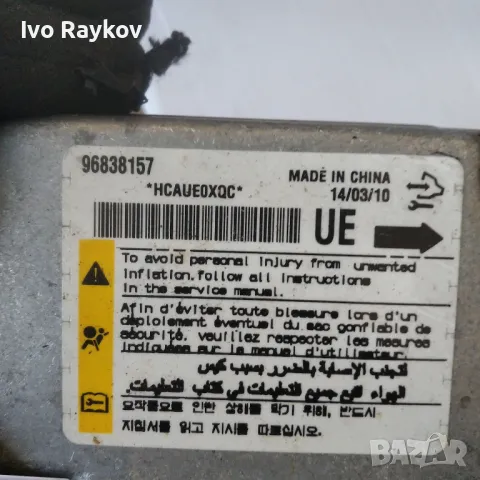 Ivo Raykov
96838157
MADE IN CHINA
*HCAUE0XQC*
14/03/10
UE
To avoid personal injury from unwanted
inflation, follow all instructions
in the service manual.
Afin d'éviter toute blessure lors d'un
déploiement éventuel du sac gonflable de
sécurité, veuillez respecter les mesures
indiquées sur le manuel d'utilisateur.
لتجنب الإصابة بالضرر بسبب كيس
الهواء اتبع جميع التعليمات في كتاب التعليمات.
오작동으로 인한 상해를 막기 위해, 반드시
지침서를 읽고 지시를 따르십시오.
BAZAR